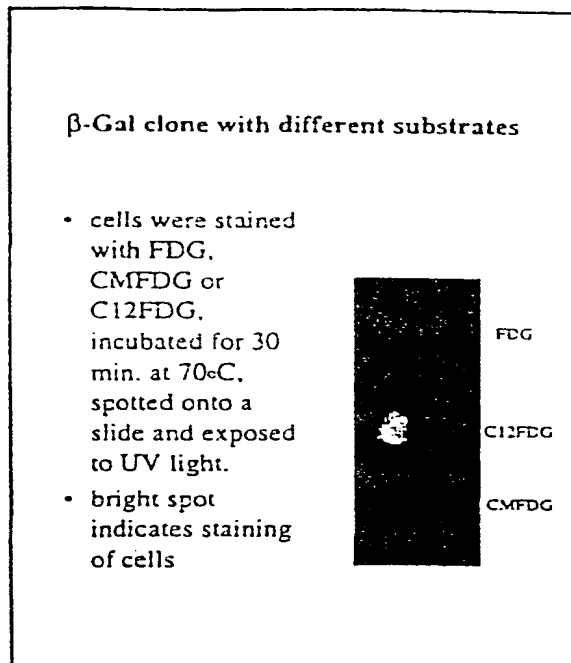 β-Gal clone with different substrates
• cells were stained
with FDG,
CMFDG or
C12FDG,
incubated for 30
min. at 70°C,
spotted onto a
slide and exposed
to UV light.
• bright spot
indicates staining
of cells
FDG
C12FDG
CMFDG